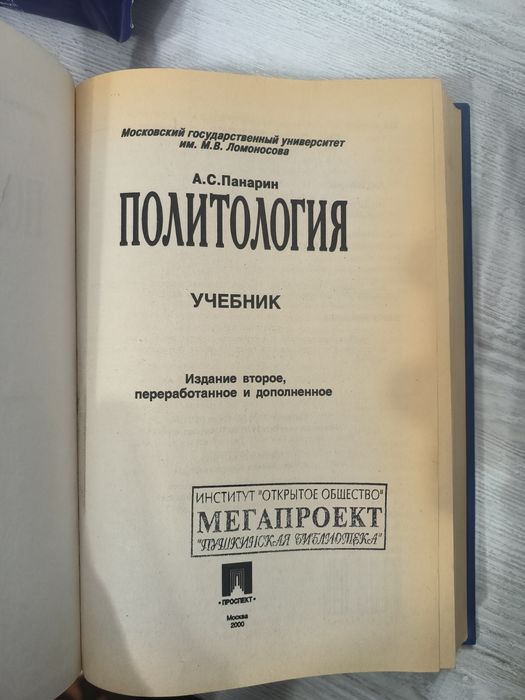 Московский государственный университет
им. М.В. Ломоносова
А.С.Панарин
ПОЛИТОЛОГИЯ
УЧЕБНИК
Издание второе,
переработанное и дополненное
ИНСТИТУТ "ОТКРЫТОЕ ОБЩЕСТВО"
МЕГАПРОЕКТ
"ПУШКИНСКАЯ БИБЛИОТЕКА"
• ПРОСПЕКТ •
Москва
2000